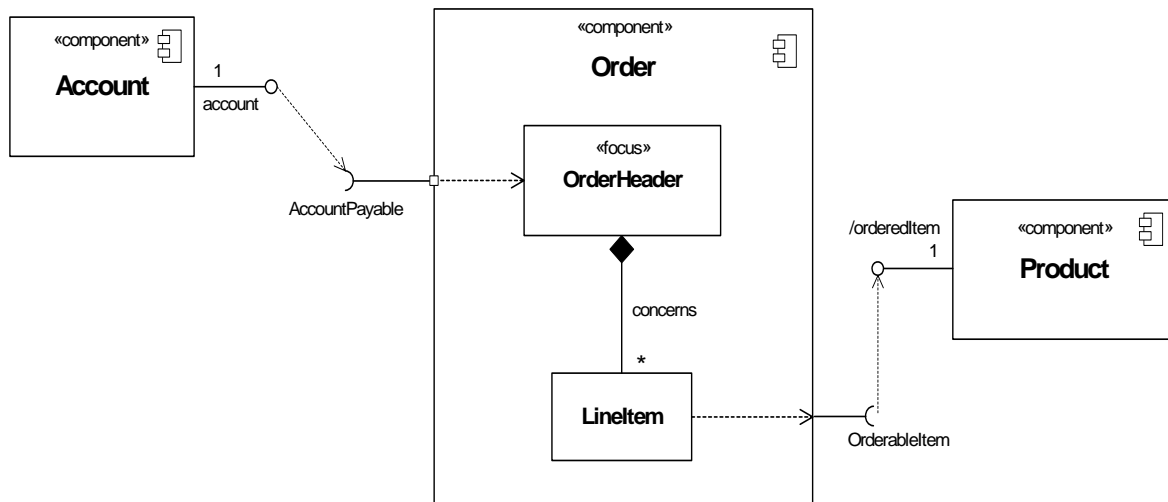 «component»
Account
1
account
AccountPayable
«component»
Order
«focus»
OrderHeader
concerns
*
LineItem
/orderedItem
1
OrderableItem
«component»
Product